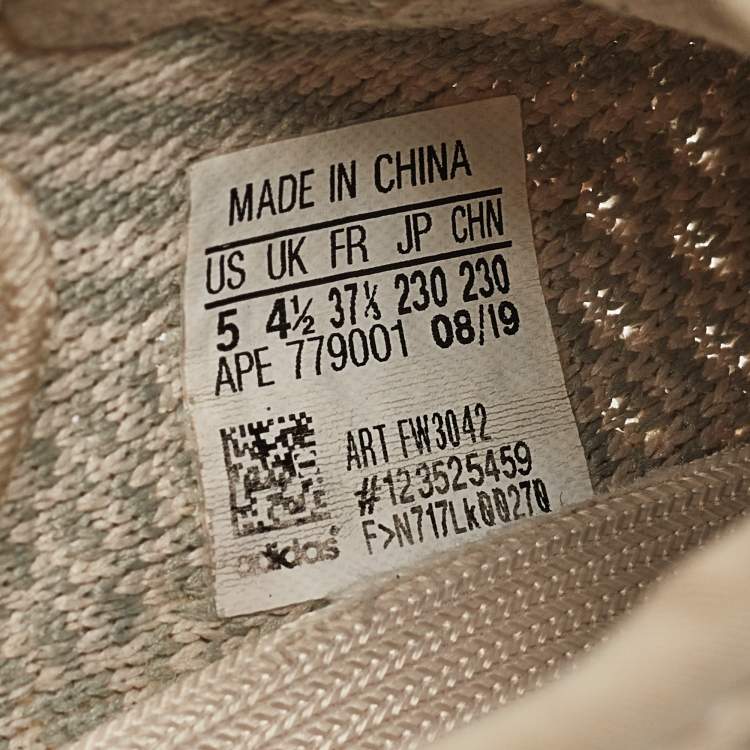 MADE IN CHINA
US UK FR JP CHN
5 4½ 37⅓ 230 230
APE 779001 08/19
ART FW3042
#123525459
F>N717Lk00270
adidas